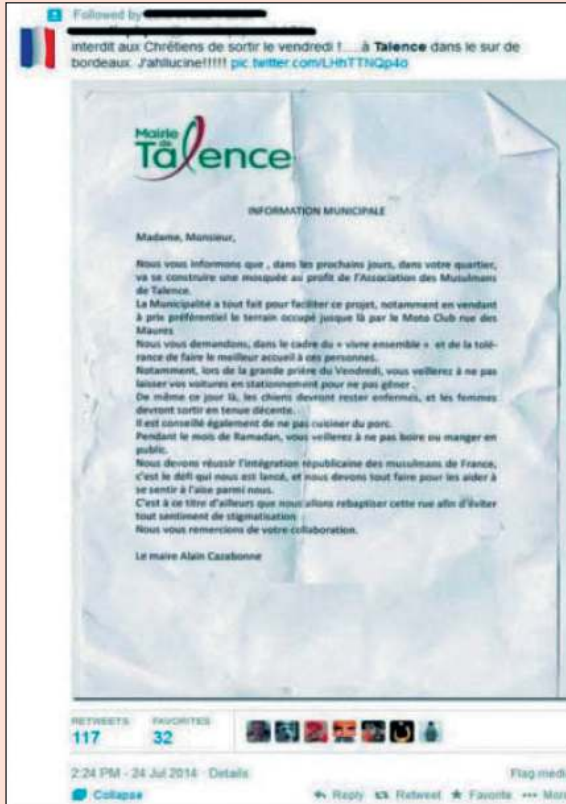 Followed by
interdit aux Chrétiens de sortir le vendredi !.....à Talence dans le sur de
bordeaux. J'ahllucine!!!!! pic.twitter.com/LHhTTNQp4o
Mairie
de
Talence
INFORMATION MUNICIPALE
Madame, Monsieur,
Nous vous informons que , dans les prochains jours, dans votre quartier,
va se construire une mosquée au profit de l'Association des Musulmans
de Talence.
La Municipalité a tout fait pour faciliter ce projet, notamment en vendant
à prix préférentiel le terrain occupé jusque là par le Moto Club rue des
Maures
Nous vous demandons, dans le cadre du « vivre ensemble » et de la tolé-
rance de faire le meilleur accueil à ces personnes.
Notamment, lors de la grande prière du Vendredi, vous veillerez à ne pas
laisser vos voitures en stationnement pour ne pas gêner .
De même ce jour là, les chiens devront rester enfermés, et les femmes
devront sortir en tenue décente.
Il est conseillé également de ne pas cuisiner du porc.
Pendant le mois de Ramadan, vous veillerez à ne pas boire ou manger en
public.
Nous devons réussir l'intégration républicaine des musulmans de France,
c'est le défi qui nous est lancé, et nous devons tout faire pour les aider à
se sentir à l'aise parmi nous.
C'est à ce titre d'ailleurs que nous allons rebaptiser cette rue afin d'éviter
tout sentiment de stigmatisation
Nous vous remercions de votre collaboration.
Le maire Alain Cazabonne
RETWEETS FAVORITES
117 32
2:24 PM - 24 Jul 2014 · Details Flag medi
Collapse Reply Retweet Favorite More